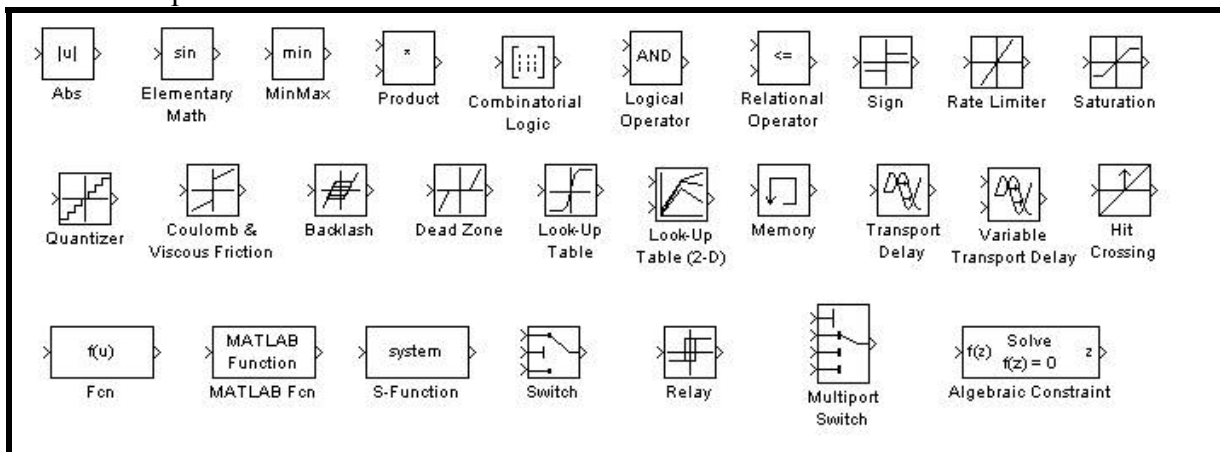 |u|
Abs
sin
Elementary
Math
min
MinMax
*
Product
Combinatorial
Logic
AND
Logical
Operator
<=
Relational
Operator
Sign
Rate Limiter
Saturation
Quantizer
Coulomb &
Viscous Friction
Backlash
Dead Zone
Look-Up
Table
Look-Up
Table (2-D)
Memory
Transport
Delay
Variable
Transport Delay
Hit
Crossing
f(u)
Fcn
MATLAB
Function
MATLAB Fcn
system
S-Function
Switch
Relay
Multiport
Switch
f(z) Solve z
f(z) = 0
Algebraic Constraint